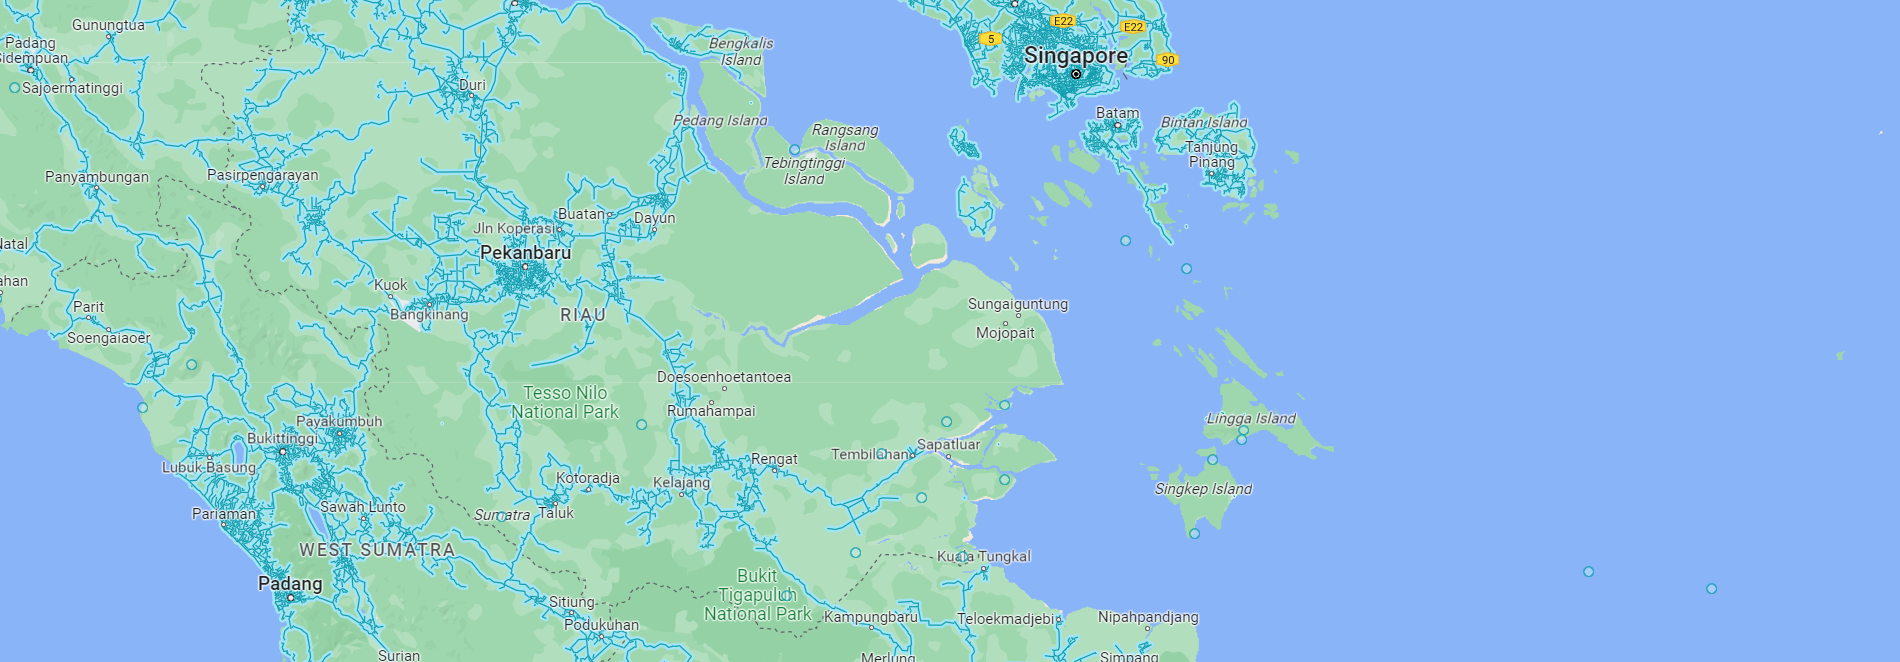 Gunungtua
Padang
Sidempuan
Sajoermatinggi
Duri
Bengkalis
Island
Pedang Island
Rangsang
Island
Tebingtinggi
Island
5
E22
E22
90
Singapore
Batam
Bintan Island
Tanjung
Pinang
Panyambungan
Pasirpengarayan
Buatan
Dayun
Jln Koperasi
Pekanbaru
Natal
ahan
Kuok
Bangkinang
RIAU
Parit
Soengaiaoer
Sungaiguntung
Mojopait
Doesoenhoetantoea
Rumahampai
Tesso Nilo
National Park
Payakumbuh
Bukittinggi
Lubuk Basung
Lingga Island
Tembilahan
Sapatluar
Rengat
Kelajang
Kotoradja
Singkep Island
Pariaman
Sawah Lunto
Sumatra
Taluk
WEST SUMATRA
Kuala Tungkal
Padang
Bukit
Tigapuluh
National Park
Sitiung
Podukuhan
Kampungbaru
Teloekmadjebi
Nipahpandjang
Surian
Merlung
Simpang